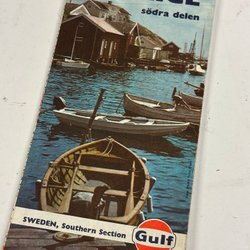 södra delen
SWEDEN, Southern Section
Gulf